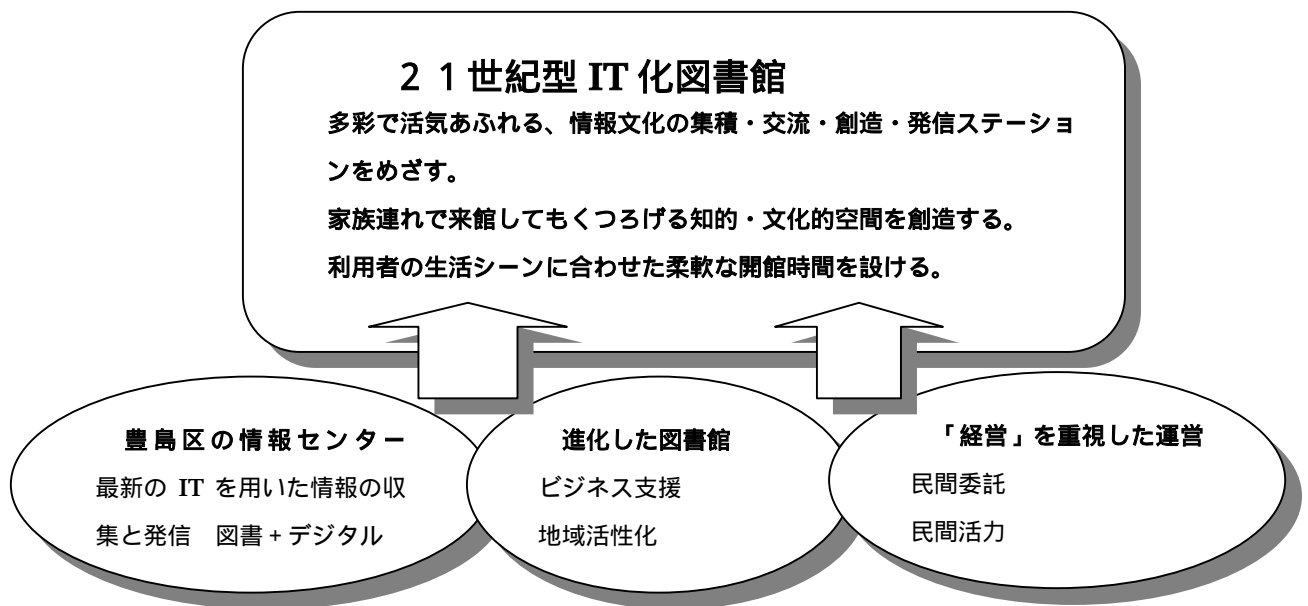 ２１世紀型 IT 化図書館
多彩で活気あふれる、情報文化の集積・交流・創造・発信ステーショ
ンをめざす。
家族連れで来館してもくつろげる知的・文化的空間を創造する。
利用者の生活シーンに合わせた柔軟な開館時間を設ける。
豊島区の情報センター
最新の IT を用いた情報の収
集と発信　図書+デジタル
進化した図書館
ビジネス支援
地域活性化
「経営」を重視した運営
民間委託
民間活力